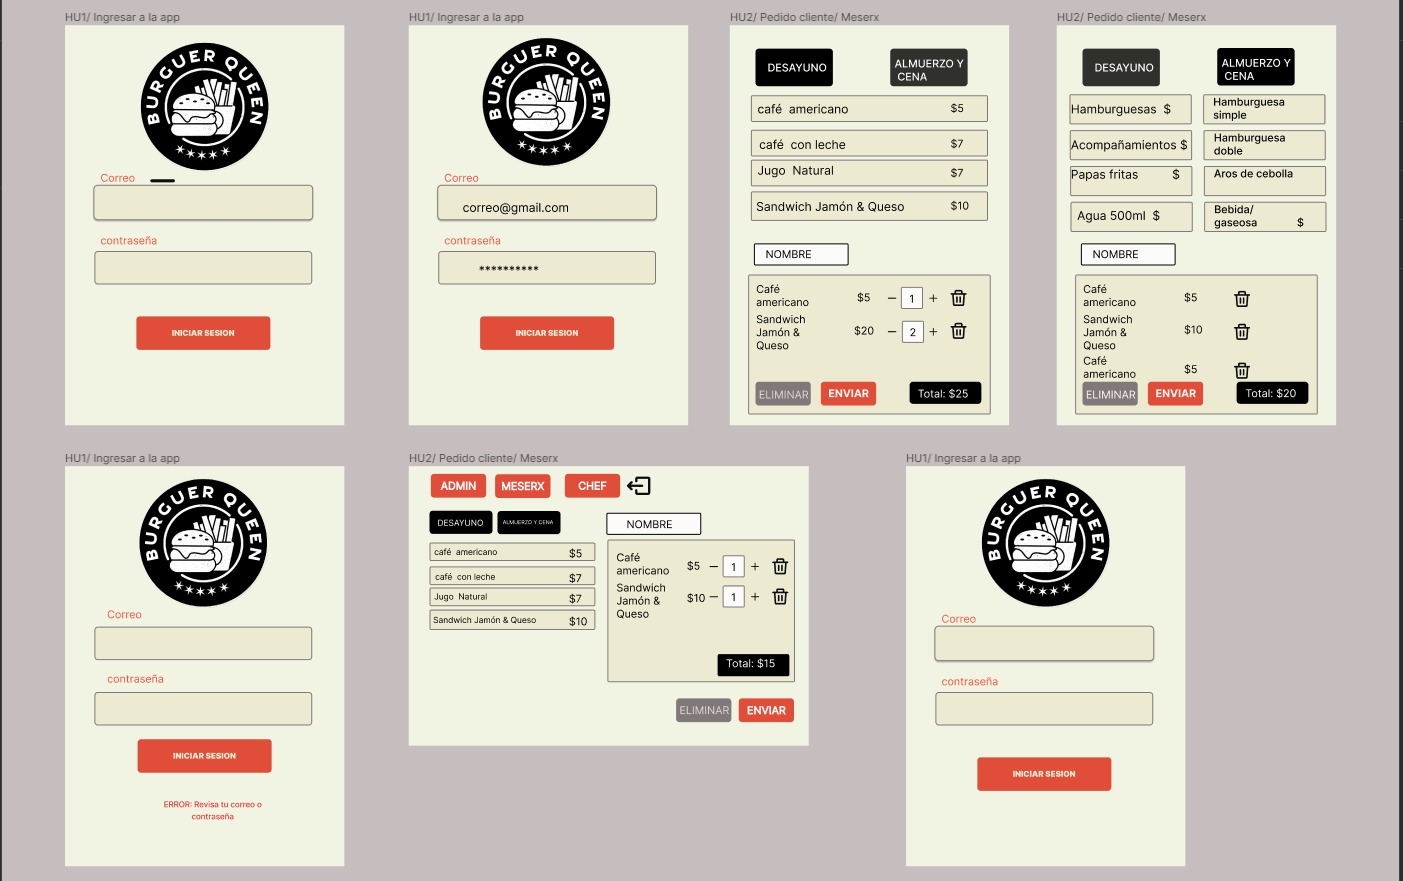 HU1/ Ingresar a la app
BURGUER QUEEN
Correo
contraseña
INICIAR SESION
HU1/ Ingresar a la app
BURGUER QUEEN
Correo
correo@gmail.com
contraseña
**********
INICIAR SESION
HU2/ Pedido cliente/ Meserx
DESAYUNO
ALMUERZO Y
CENA
café americano $5
café con leche $7
Jugo Natural $7
Sandwich Jamón & Queso $10
NOMBRE
Café
americano $5 − 1 +
Sandwich
Jamón & $20 − 2 +
Queso
ELIMINAR ENVIAR Total: $25
HU2/ Pedido cliente/ Meserx
DESAYUNO
ALMUERZO Y
CENA
Hamburguesas $
Hamburguesa
simple
Acompañamientos $
Hamburguesa
doble
Papas fritas $
Aros de cebolla
Agua 500ml $
Bebida/
gaseosa $
NOMBRE
Café
americano $5
Sandwich
Jamón & $10
Queso
Café
americano $5
ELIMINAR ENVIAR Total: $20
HU1/ Ingresar a la app
BURGUER QUEEN
Correo
contraseña
INICIAR SESION
ERROR: Revisa tu correo o
contraseña
HU2/ Pedido cliente/ Meserx
ADMIN MESERX CHEF
DESAYUNO ALMUERZO Y CENA
café americano $5
café con leche $7
Jugo Natural $7
Sandwich Jamón & Queso $10
NOMBRE
Café
americano $5 − 1 +
Sandwich
Jamón & $10 − 1 +
Queso
Total: $15
ELIMINAR ENVIAR
HU1/ Ingresar a la app
BURGUER QUEEN
Correo
contraseña
INICIAR SESION